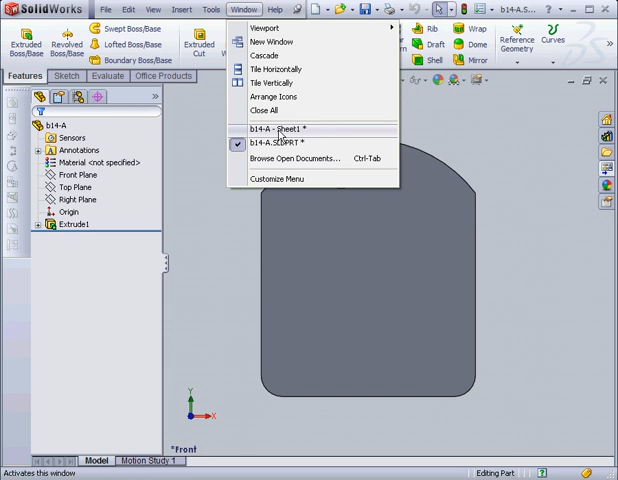 SolidWorks File Edit View Insert Tools Window Help b14-A.S... ?
Extruded Boss/Base
Revolved Boss/Base
Swept Boss/Base
Lofted Boss/Base
Boundary Boss/Base
Extruded Cut
Rib
Draft
Shell
Wrap
Dome
Mirror
Reference Geometry
Curves
Features Sketch Evaluate Office Products
Viewport
New Window
Cascade
Tile Horizontally
Tile Vertically
Arrange Icons
Close All
b14-A - Sheet1 *
b14-A.SLDPRT *
Browse Open Documents... Ctrl-Tab
Customize Menu
b14-A
Sensors
Annotations
Material <not specified>
Front Plane
Top Plane
Right Plane
Origin
Extrude1
Y
X
*Front
Model Motion Study 1
Activates this window Editing Part ?